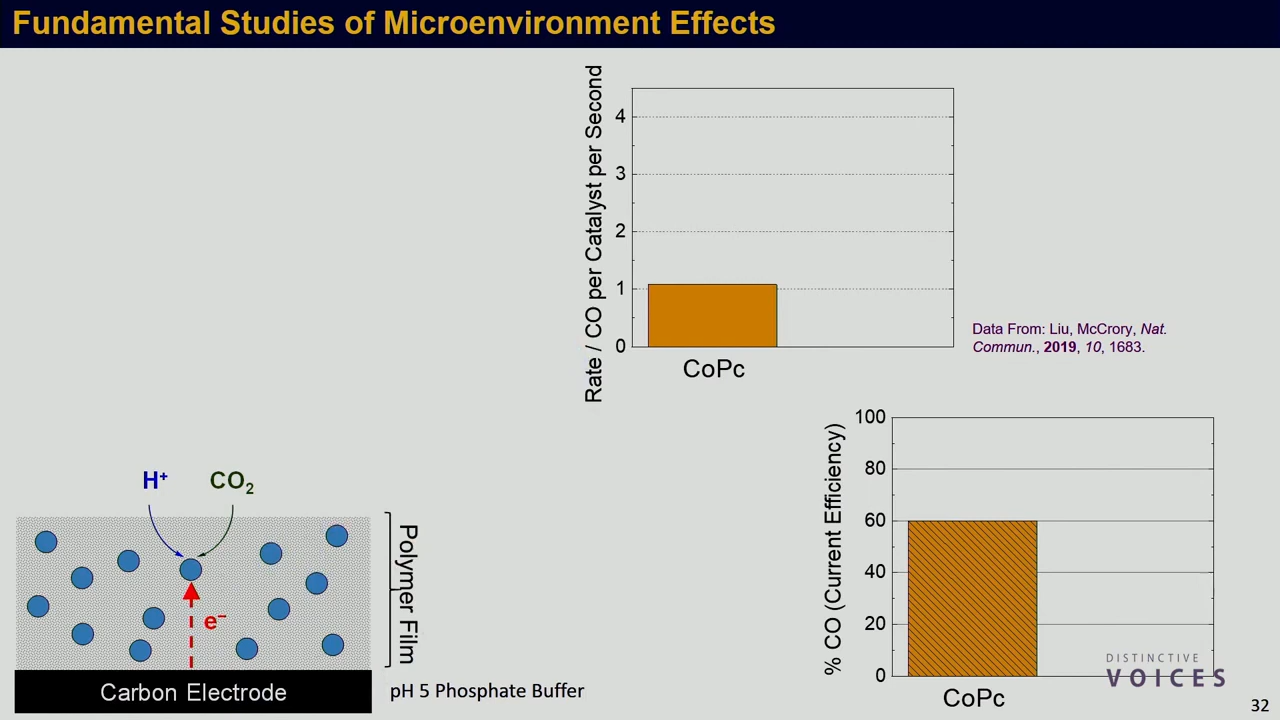 Fundamental Studies of Microenvironment Effects
Rate / CO per Catalyst per Second
4
3
2
1
0
CoPc
Data From: Liu, McCrory, Nat.
Commun., 2019, 10, 1683.
% CO (Current Efficiency)
100
80
60
40
20
0
CoPc
H⁺
CO₂
e⁻
Polymer Film
Carbon Electrode
pH 5 Phosphate Buffer
DISTINCTIVE
VOICES
32